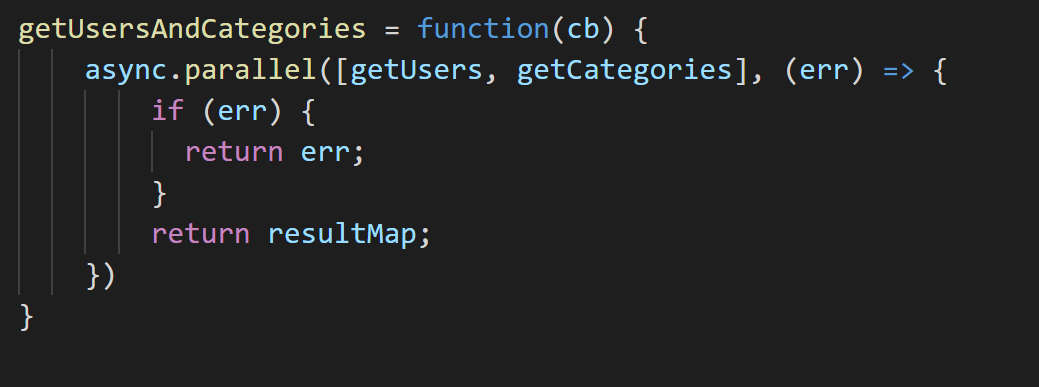 getUsersAndCategories = function(cb) {
    async.parallel([getUsers, getCategories], (err) => {
        if (err) {
          return err;
        }
        return resultMap;
    })
}